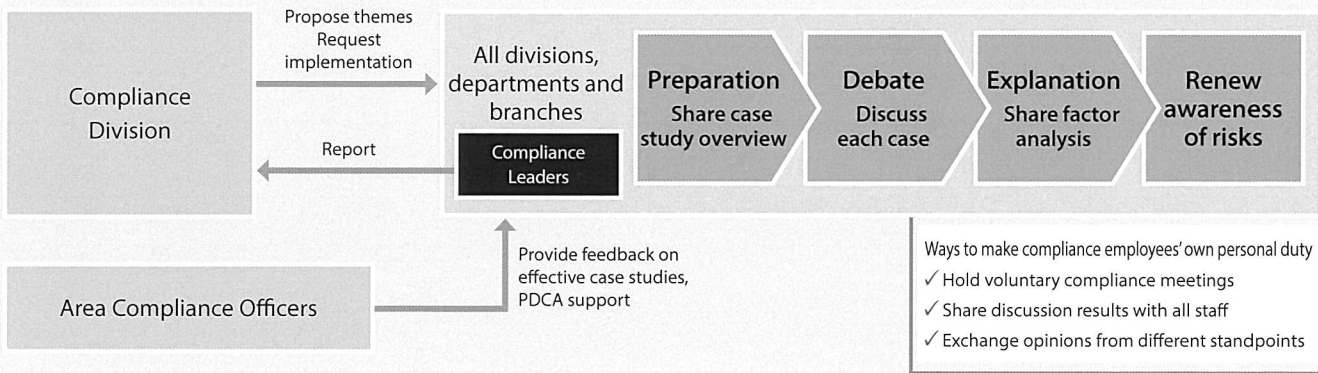 Compliance
Division
Propose themes
Request
implementation
Report
All divisions,
departments and
branches
Compliance
Leaders
Preparation
Share case
study overview
Debate
Discuss
each case
Explanation
Share factor
analysis
Renew
awareness
of risks
Area Compliance Officers
Provide feedback on
effective case studies,
PDCA support
Ways to make compliance employees' own personal duty
✓ Hold voluntary compliance meetings
✓ Share discussion results with all staff
✓ Exchange opinions from different standpoints